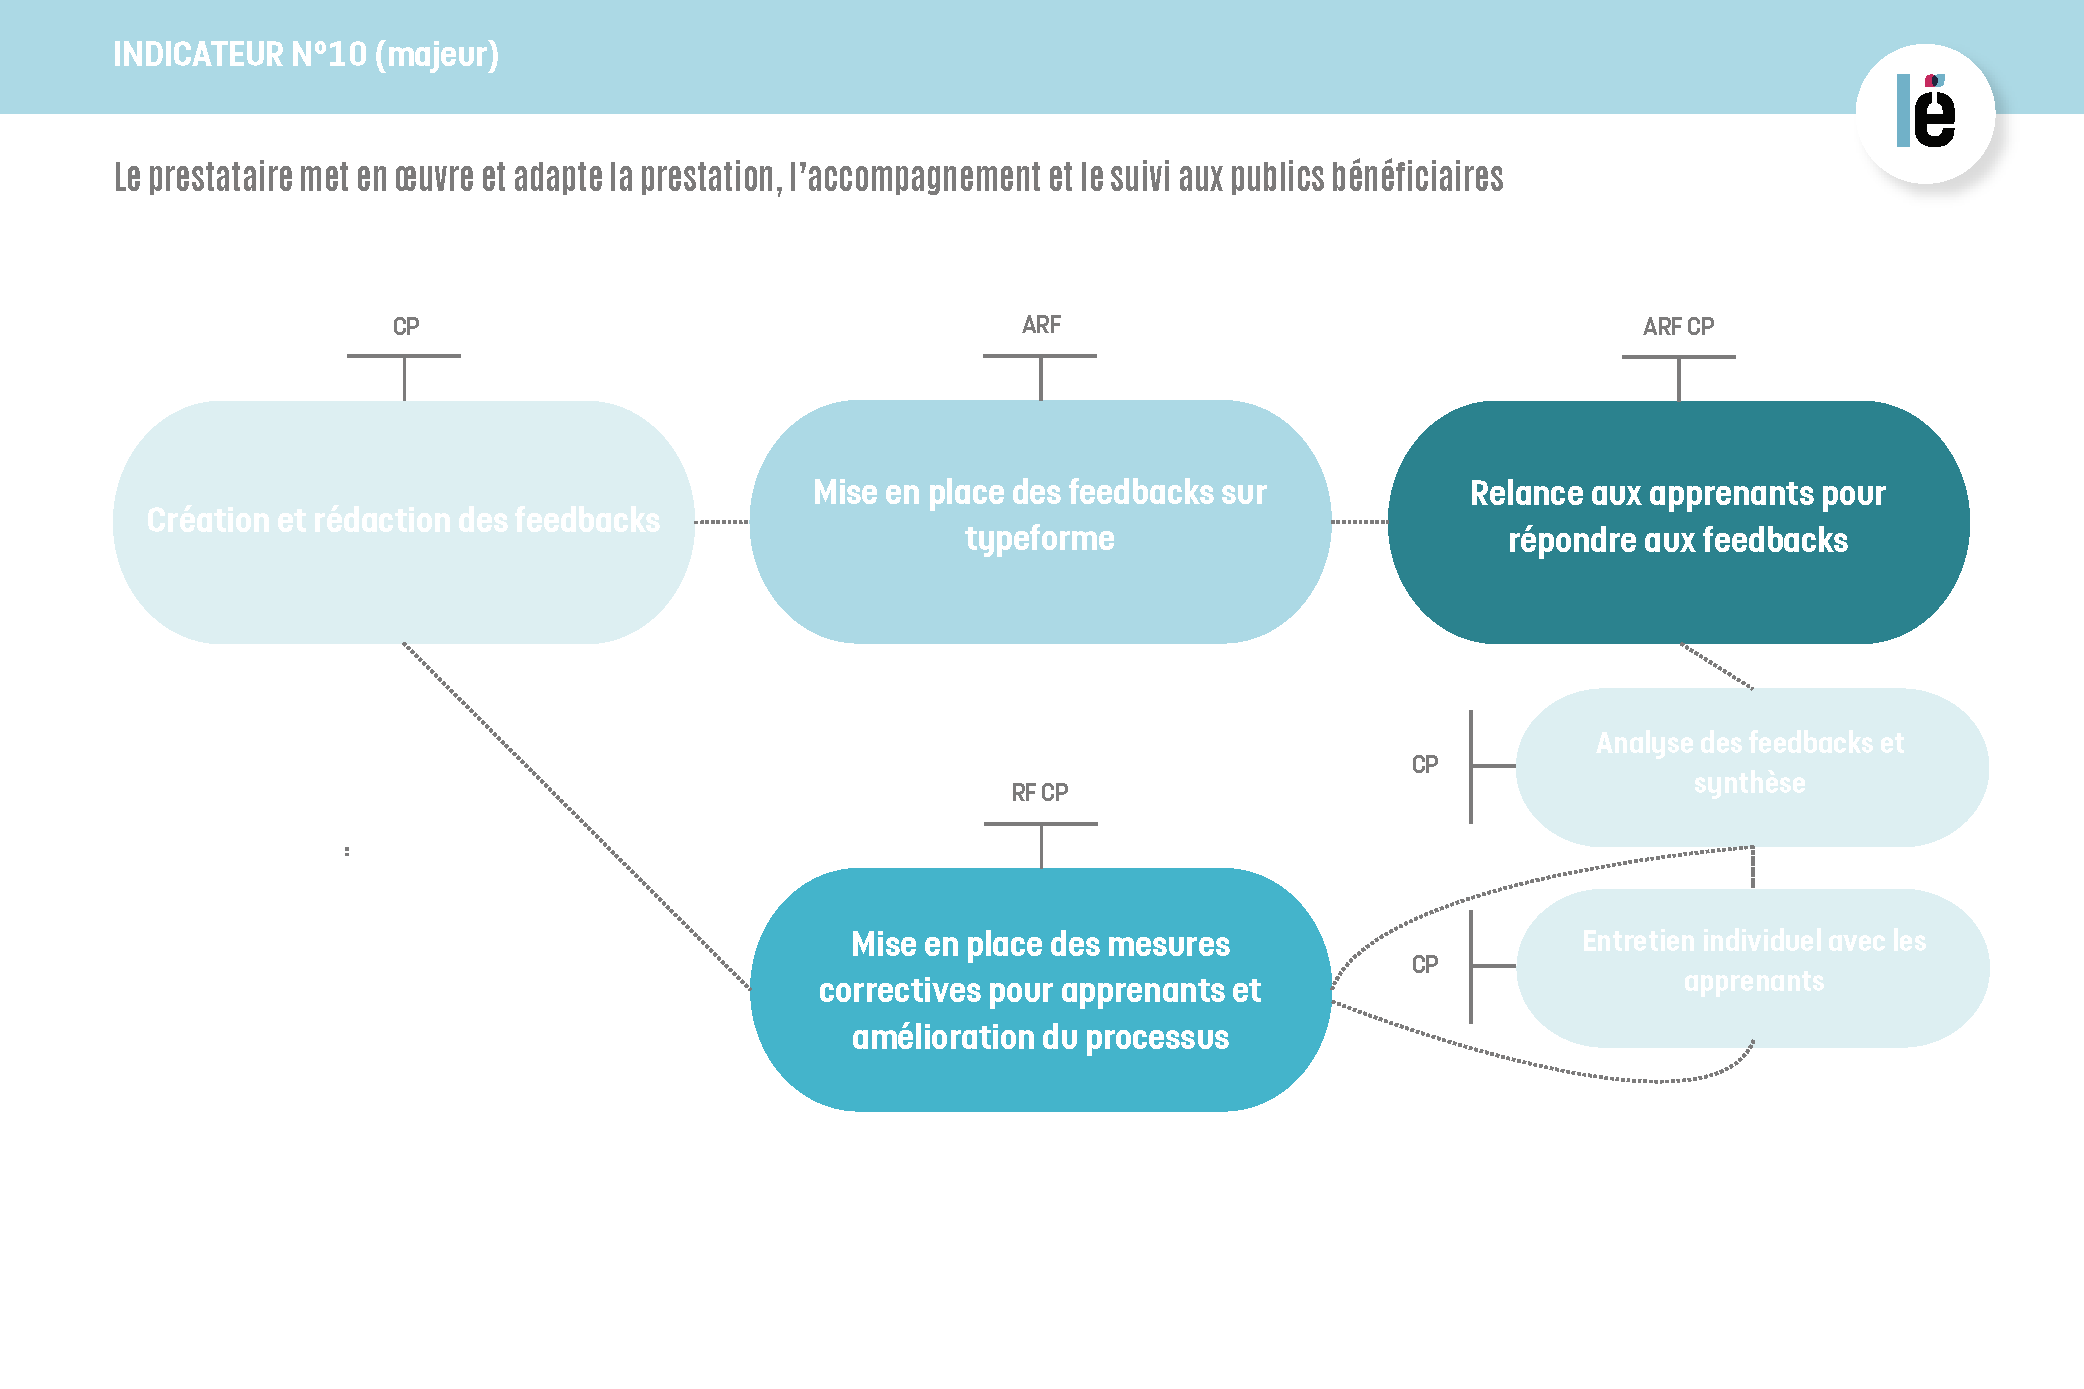 INDICATEUR N°10 (majeur)
lé
Le prestataire met en œuvre et adapte la prestation, l'accompagnement et le suivi aux publics bénéficiaires
CP
ARF
ARF CP
Création et rédaction des feedbacks
Mise en place des feedbacks sur
typeforme
Relance aux apprenants pour
répondre aux feedbacks
CP
Analyse des feedbacks et
synthèse
RF CP
:
Mise en place des mesures
correctives pour apprenants et
amélioration du processus
CP
Entretien individuel avec les
apprenants